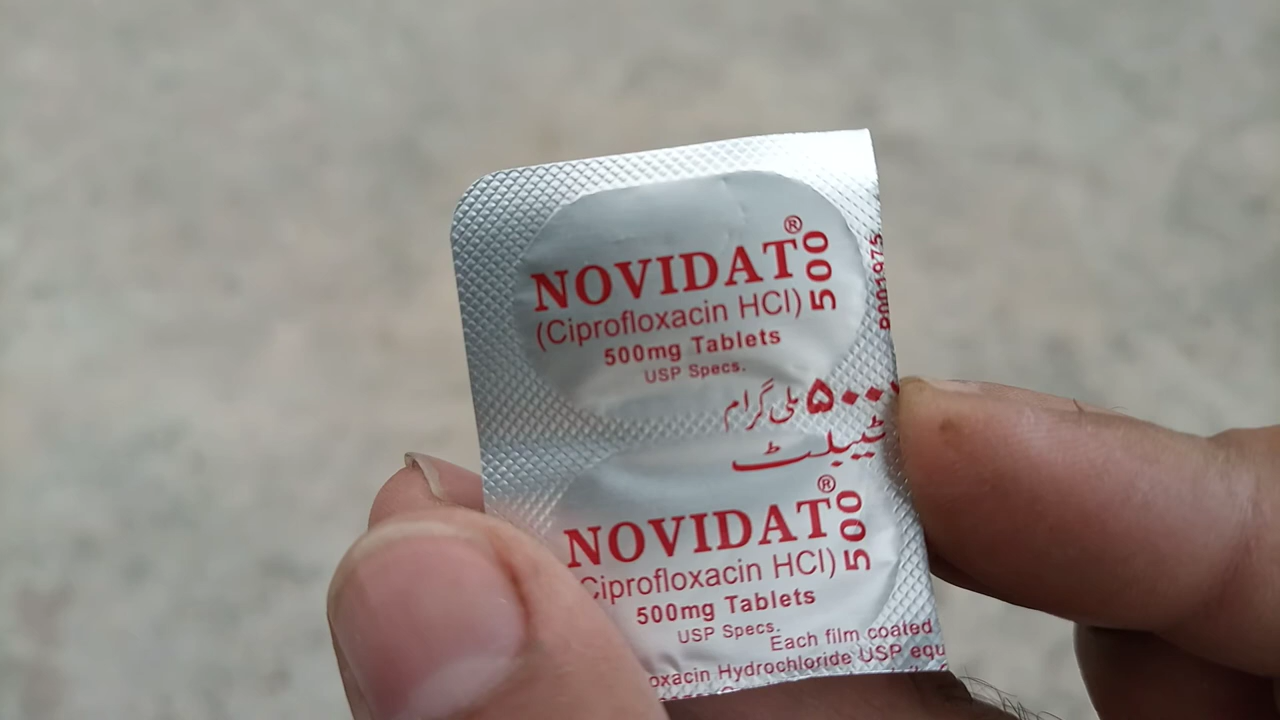 NOVIDAT® 500
(Ciprofloxacin HCl)
500mg Tablets
USP Specs.
B001975
۵۰۰ ملی گرام
ٹیبلٹ
NOVIDAT® 500
Ciprofloxacin HCl)
500mg Tablets
USP Specs.
Each film coated
oxacin Hydrochloride USP equ